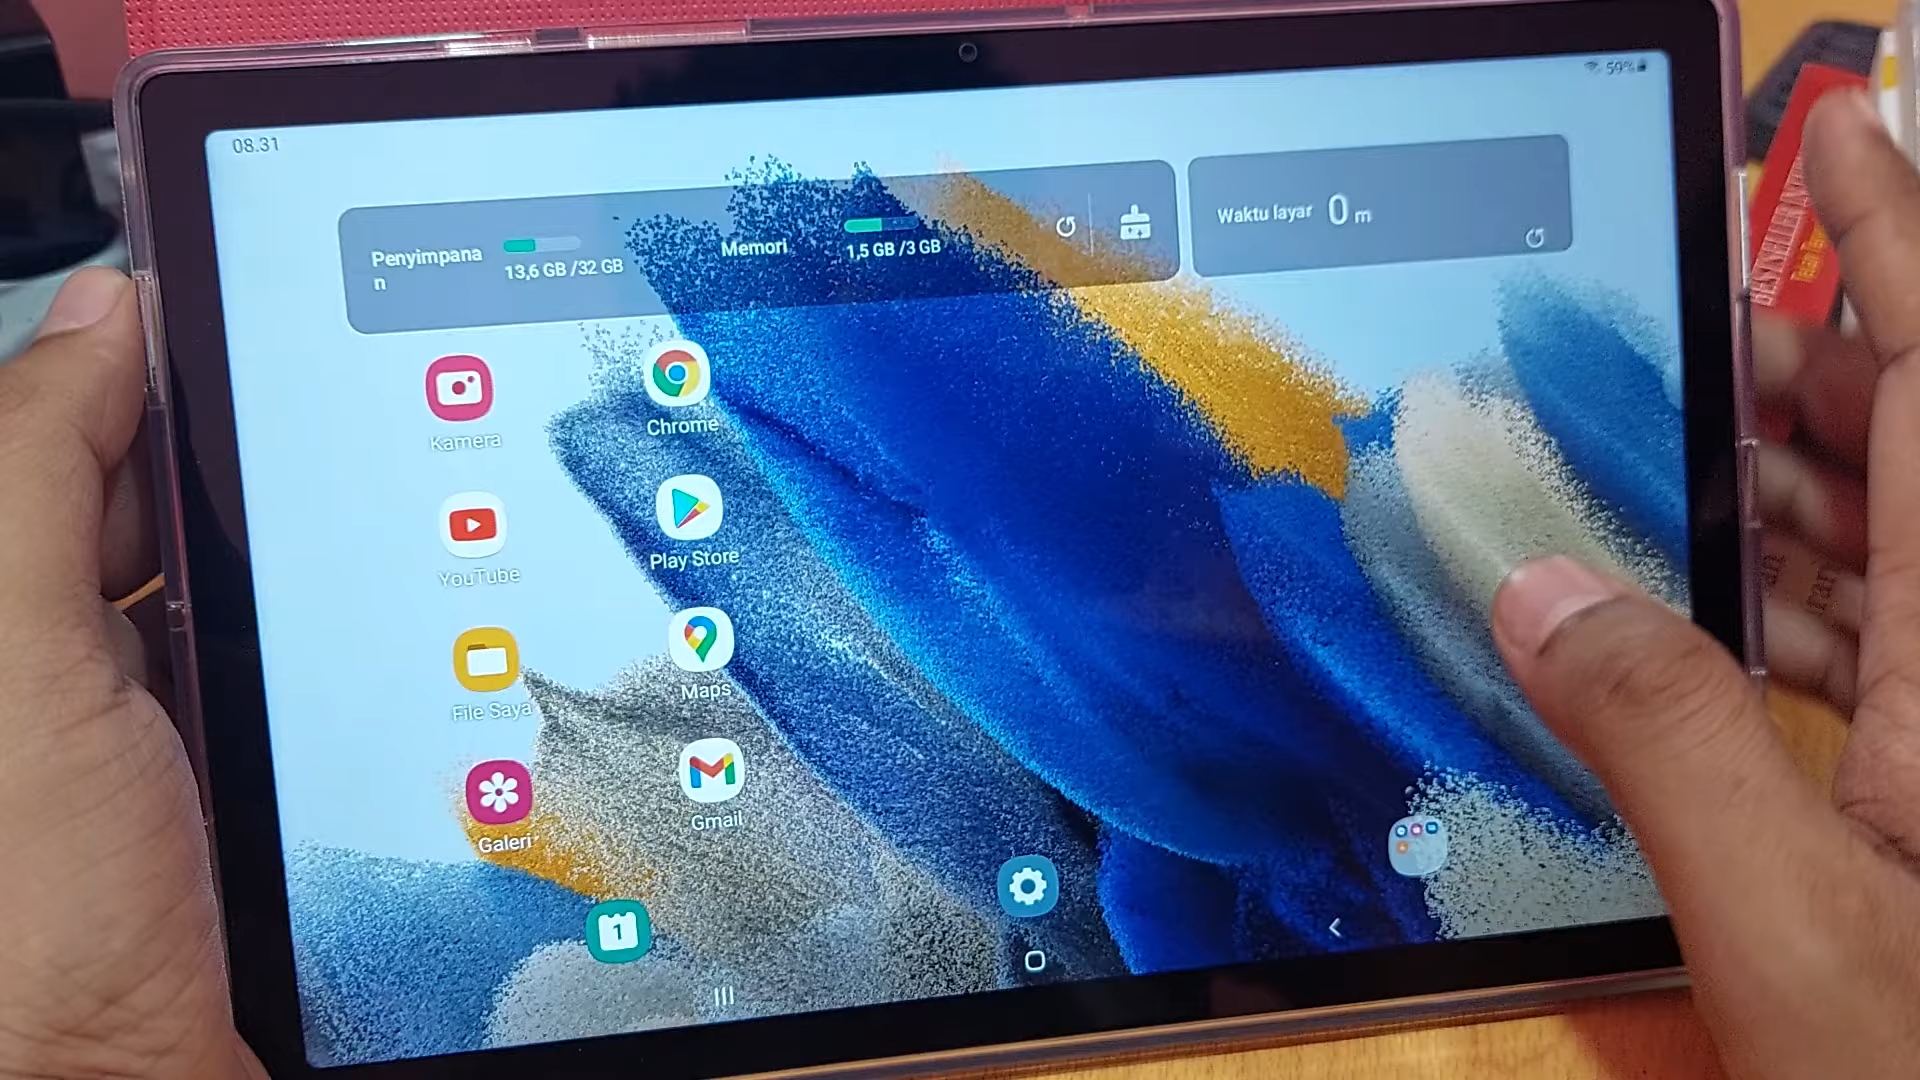 59%
08.31
Penyimpana
n
13,6 GB /32 GB
Memori
1,5 GB /3 GB
Waktu layar 0 m
Kamera
Chrome
YouTube
Play Store
File Saya
Maps
Galeri
Gmail
1
BESTSELLER